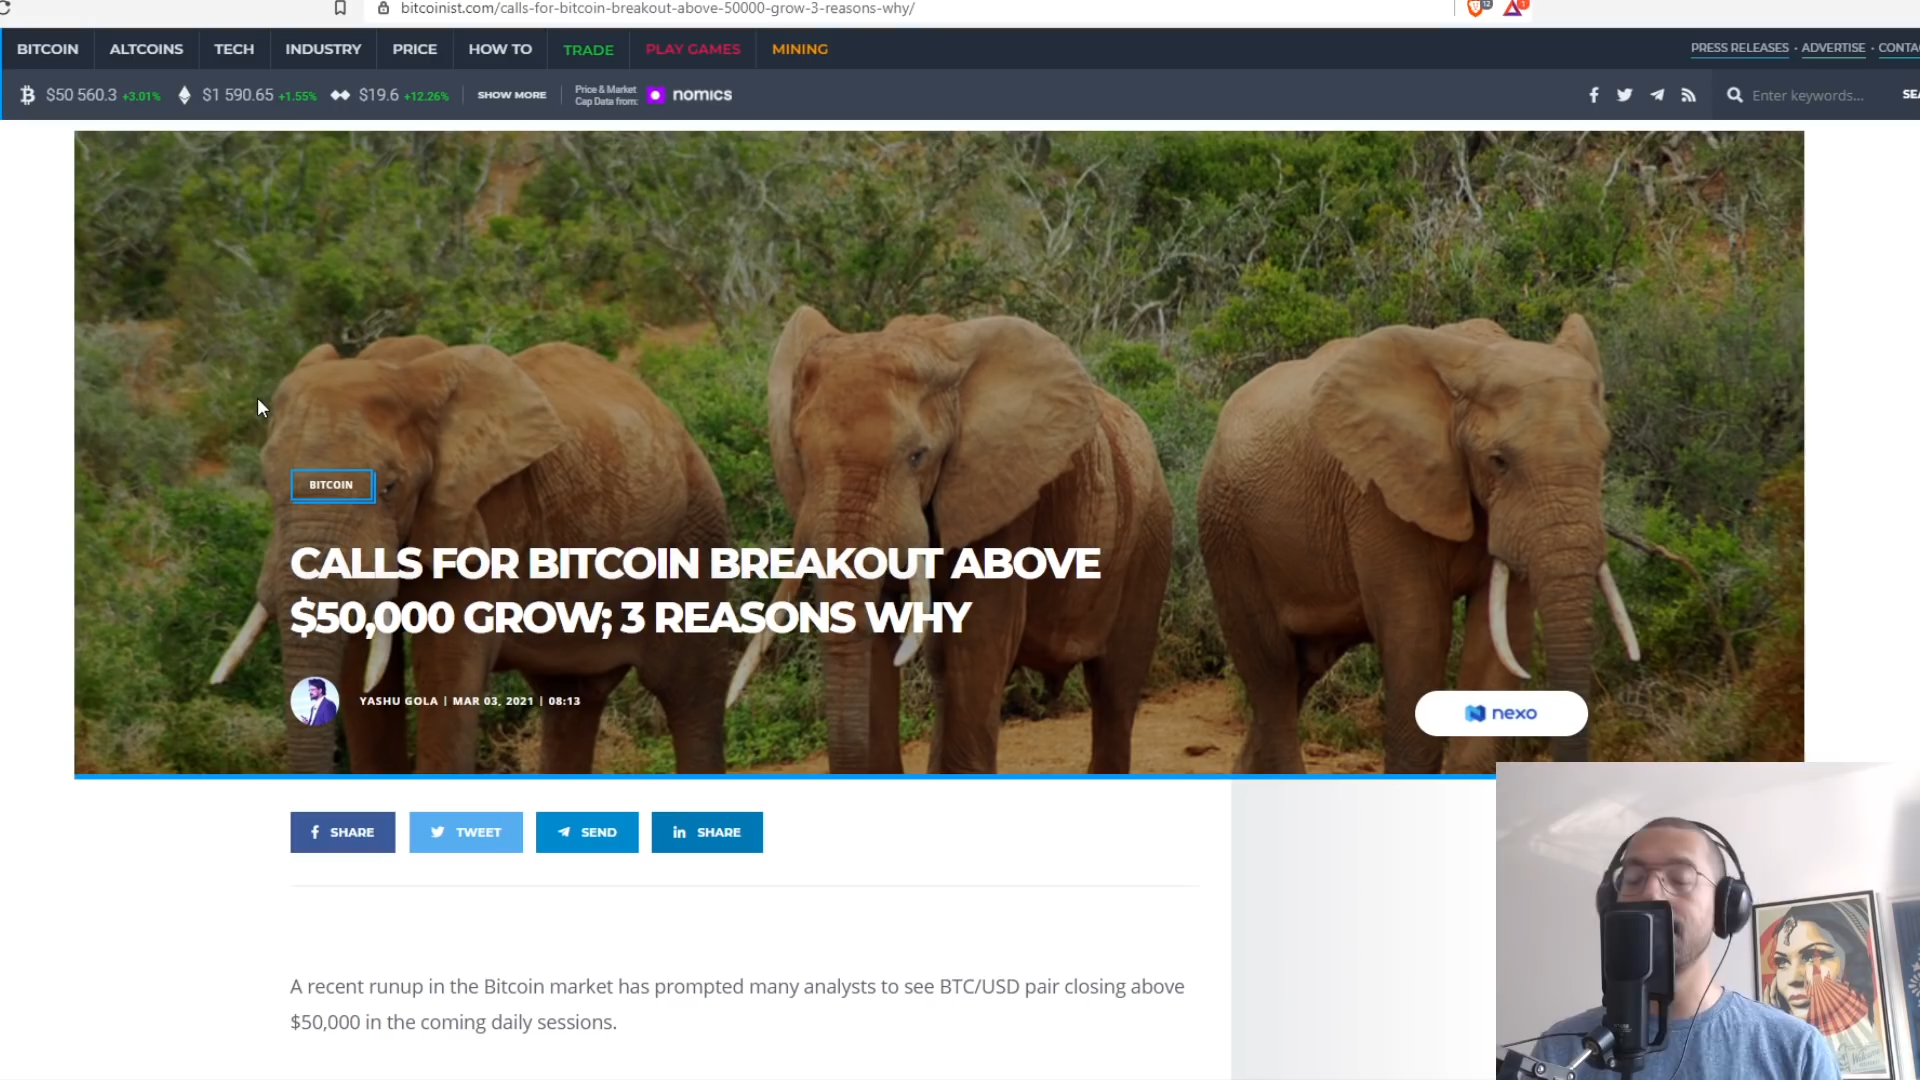 bitcoinist.com/calls-for-bitcoin-breakout-above-50000-grow-3-reasons-why/
12
1
BITCOIN ALTCOINS TECH INDUSTRY PRICE HOW TO TRADE PLAY GAMES MINING
PRESS RELEASES · ADVERTISE · CONTA
$50 560.3 +3.01% $1 590.65 +1.55% $19.6 +12.26% SHOW MORE
Price & Market
Cap Data from:
nomics
Enter keywords...
SEA
BITCOIN
CALLS FOR BITCOIN BREAKOUT ABOVE
$50,000 GROW; 3 REASONS WHY
YASHU GOLA | MAR 03, 2021 | 08:13
nexo
SHARE TWEET SEND SHARE
A recent runup in the Bitcoin market has prompted many analysts to see BTC/USD pair closing above
$50,000 in the coming daily sessions.